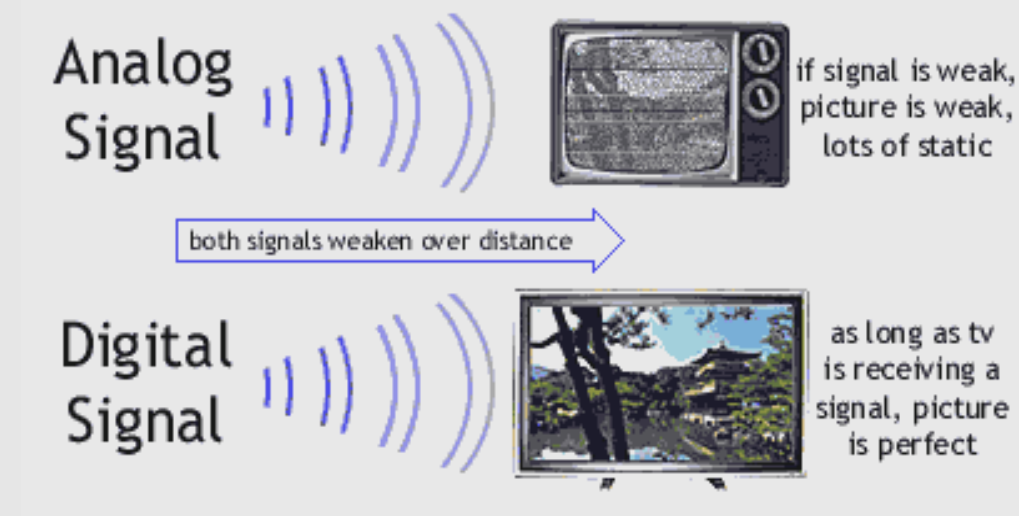 Analog
Signal
if signal is weak,
picture is weak,
lots of static
both signals weaken over distance
Digital
Signal
as long as tv
is receiving a
signal, picture
is perfect